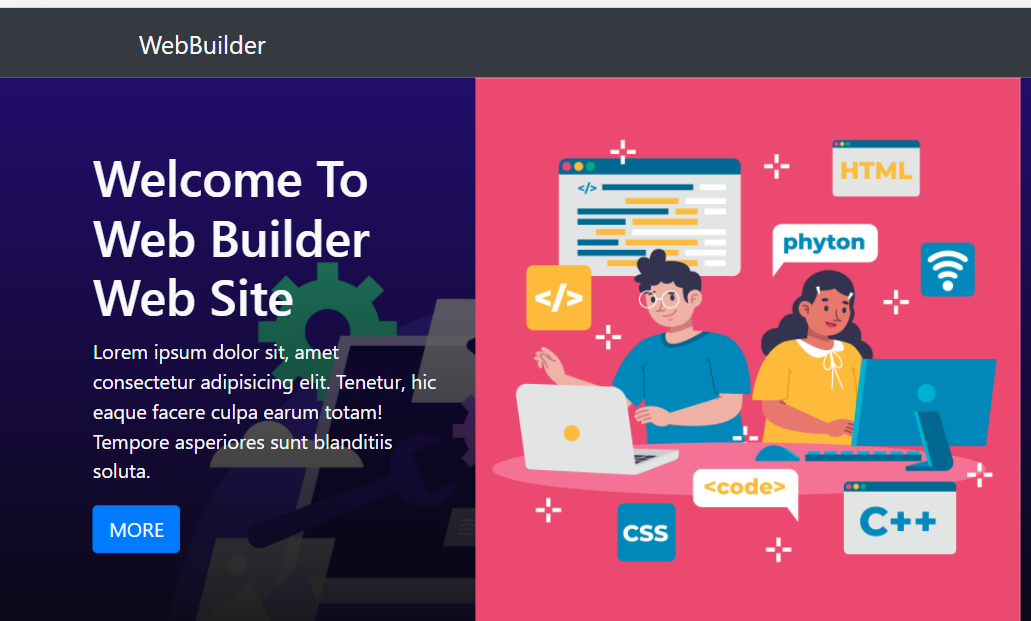 WebBuilder
Welcome To
Web Builder
Web Site
Lorem ipsum dolor sit, amet
consectetur adipisicing elit. Tenetur, hic
eaque facere culpa earum totam!
Tempore asperiores sunt blanditiis
soluta.
MORE
</>
HTML
phyton
</>
<code>
CSS
C++